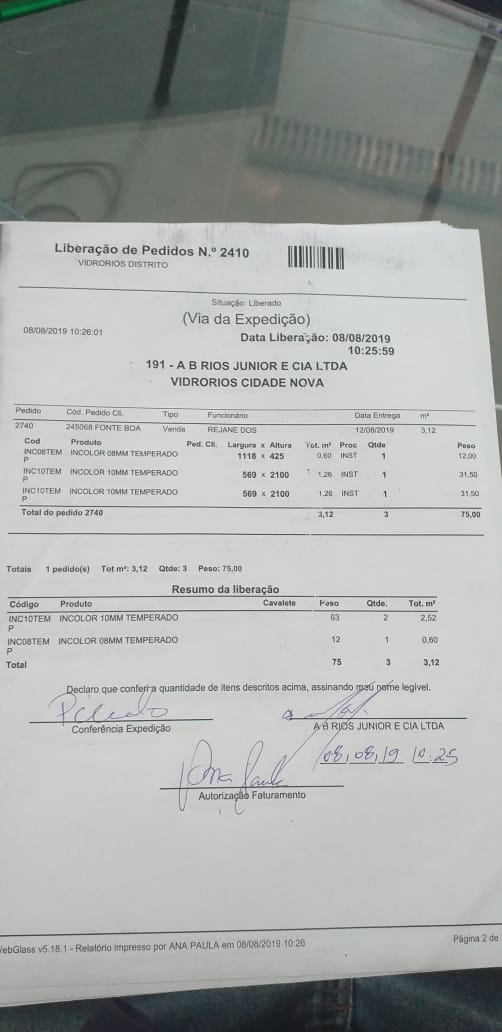 Liberação de Pedidos N.º 2410
VIDRORIOS DISTRITO
Situação: Liberado
(Via da Expedição)
08/08/2019 10:26:01
Data Liberação: 08/08/2019
10:25:59
191 - A B RIOS JUNIOR E CIA LTDA
VIDRORIOS CIDADE NOVA
Pedido Cód. Pedido Cli. Tipo Funcionário Data Entrega m²
2740 245068 FONTE BOA Venda REJANE DOS 12/08/2019 3,12
Cod Produto Ped. Cli. Largura x Altura Tot. m² Proc Qtde Peso
INC08TEM INCOLOR 08MM TEMPERADO 1118 x 425 0,60 INST 1 12,00
P
INC10TEM INCOLOR 10MM TEMPERADO 569 x 2100 1,26 INST 1 31,50
P
INC10TEM INCOLOR 10MM TEMPERADO 569 x 2100 1,26 INST 1 31,50
P
Total do pedido 2740 3,12 3 75,00
Totais 1 pedido(s) Tot m²: 3,12 Qtde: 3 Peso: 75,00
Resumo da liberação
Código Produto Cavalete Peso Qtde. Tot. m²
INC10TEM INCOLOR 10MM TEMPERADO 63 2 2,52
P
INC08TEM INCOLOR 08MM TEMPERADO 12 1 0,60
P
Total 75 3 3,12
Declaro que conferi a quantidade de itens descritos acima, assinando meu nome legível.
Conferência Expedição
A B RIOS JUNIOR E CIA LTDA
08,08,19 10:25
Ana Paula
Autorização Faturamento
WebGlass v5.18.1 - Relatório impresso por ANA PAULA em 08/08/2019 10:26
Página 2 de